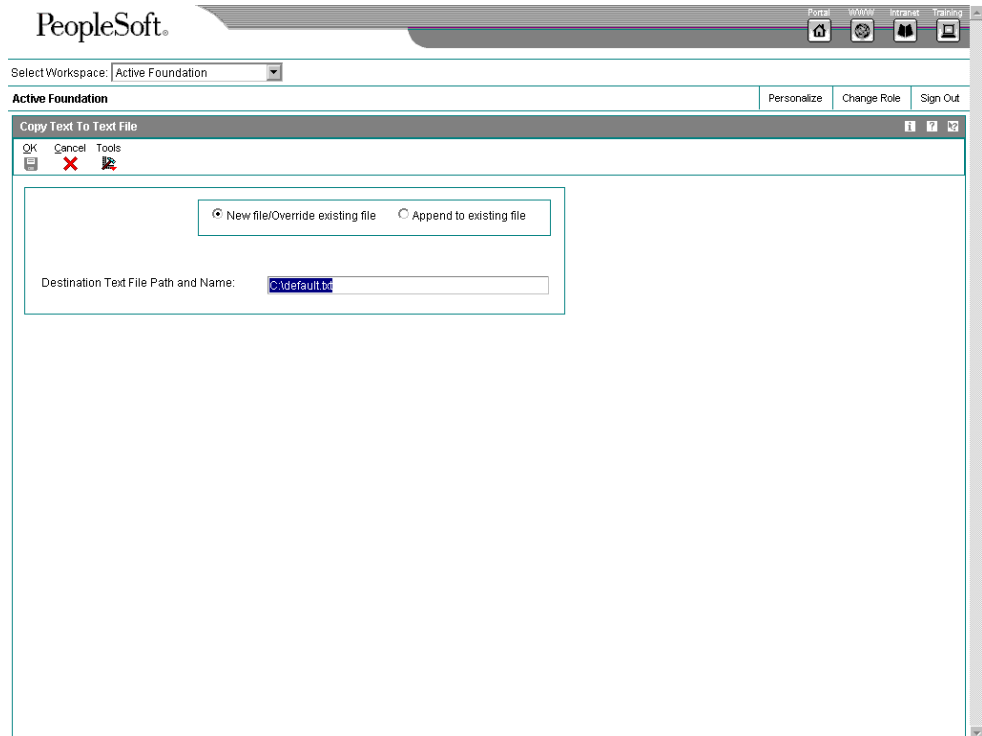 PeopleSoft®
Portal WWW Intranet Training
Select Workspace: Active Foundation
Active Foundation
Personalize Change Role Sign Out
Copy Text To Text File
OK Cancel Tools
New file/Override existing file Append to existing file
Destination Text File Path and Name: C:\default.txt